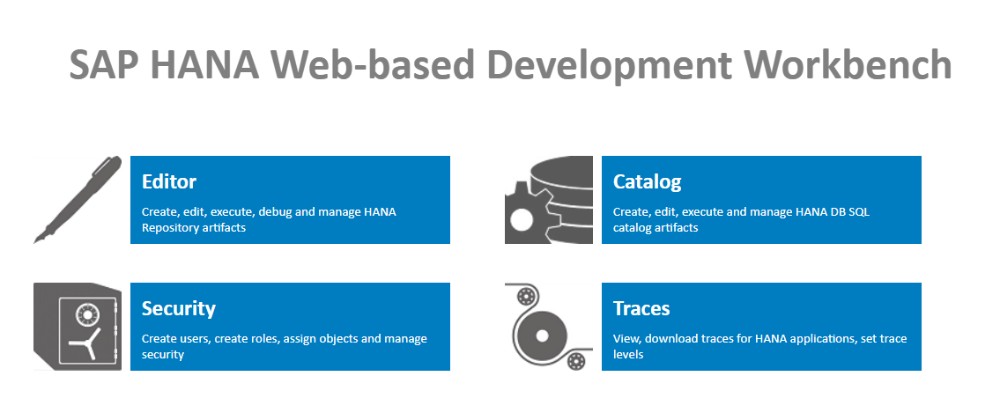 SAP HANA Web-based Development Workbench
Editor
Create, edit, execute, debug and manage HANA
Repository artifacts
Catalog
Create, edit, execute and manage HANA DB SQL
catalog artifacts
Security
Create users, create roles, assign objects and manage
security
Traces
View, download traces for HANA applications, set trace
levels